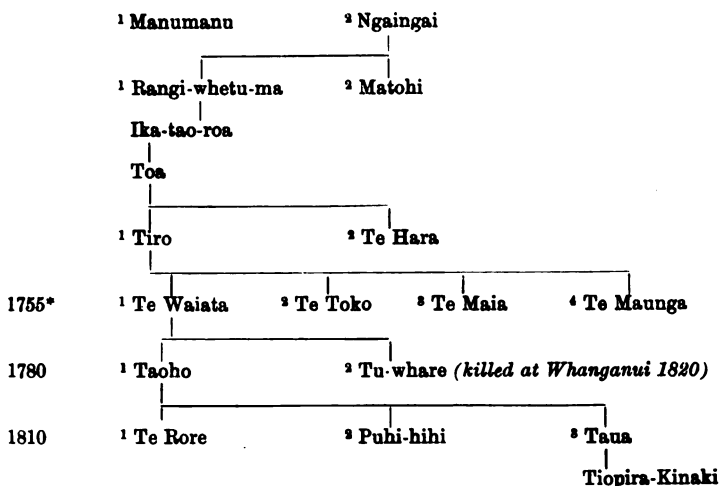 ¹ Manumanu ² Ngaingai
¹ Rangi-whetu-ma ² Matohi
Ika-tao-roa
Toa
¹ Tiro ² Te Hara
1755* ¹ Te Waiata ² Te Toko ³ Te Maia ⁴ Te Maunga
1780 ¹ Taoho ² Tu-whare (killed at Whanganui 1820)
1810 ¹ Te Rore ² Puhi-hihi ³ Taua
Tiopira-Kinaki